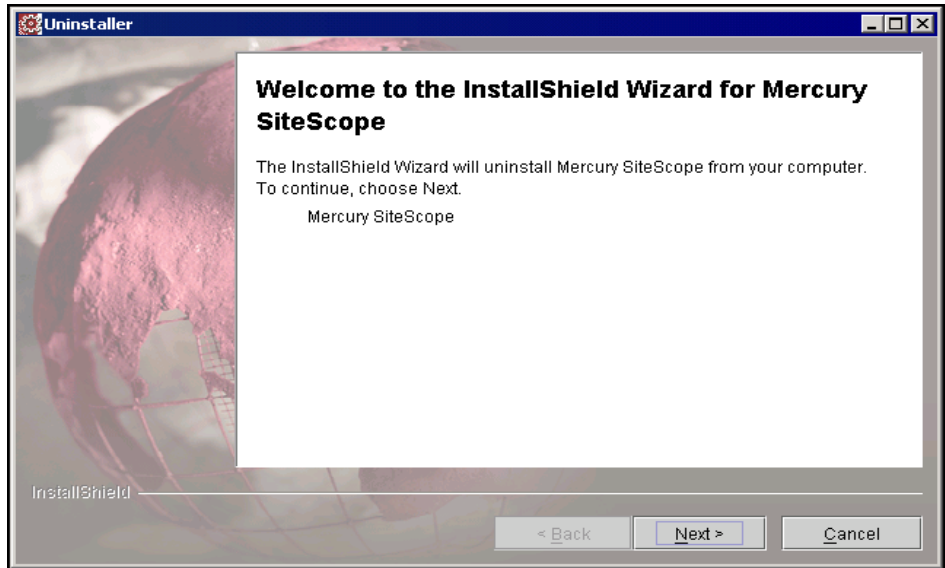 Uninstaller
Welcome to the InstallShield Wizard for Mercury
SiteScope
The InstallShield Wizard will uninstall Mercury SiteScope from your computer.
To continue, choose Next.
Mercury SiteScope
InstallShield
< Back
Next >
Cancel